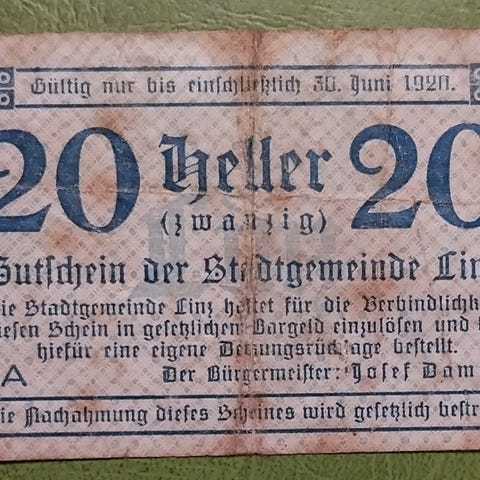 Gültig nur bis einschließlich 30. Juni 1920.
20 Heller 20
(zwanzig)
Gutschein der Stadtgemeinde Lin
ie Stadtgemeinde Linz haftet für die Verbindlichk
iesen Schein in gesetzlichen Bargeld einzulösen und
hiefür eine eigene Deckungsrücklage bestellt.
A Der Bürgermeister: Josef Dam
ie Nachahmung dieses Scheines wird gesetzlich bestr